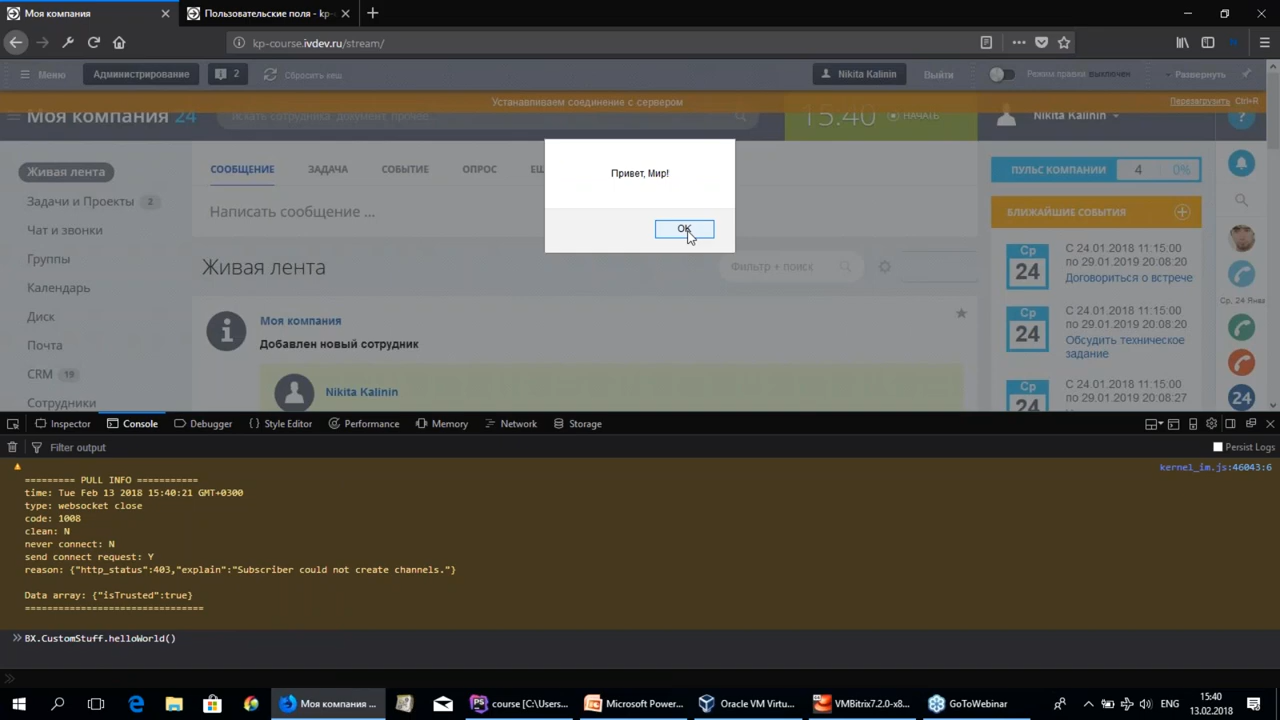 Моя компания
Пользовательские поля - kp-
kp-course.ivdev.ru/stream/
Меню
Администрирование
2
Сбросить кеш
Nikita Kalinin
Выйти
Режим правки выключен
Развернуть
Устанавливаем соединение с сервером
Перезагрузить Ctrl+R
Моя компания 24
Искать сотрудника, документ, прочее...
15:40
НАЧАТЬ
Nikita Kalinin
Привет, Мир!
OK
Живая лента
Задачи и Проекты 2
Чат и звонки
Группы
Календарь
Диск
Почта
CRM 19
Сотрудники
СООБЩЕНИЕ
ЗАДАЧА
СОБЫТИЕ
ОПРОС
Написать сообщение ...
Живая лента
Фильтр + поиск
Моя компания
Добавлен новый сотрудник
Nikita Kalinin
ПУЛЬС КОМПАНИИ 4 0%
БЛИЖАЙШИЕ СОБЫТИЯ
Ср
24
С 24.01.2018 11:15:00
по 29.01.2019 20:08:20
Договориться о встрече
Ср
24
С 24.01.2018 11:15:00
по 29.01.2019 20:08:20
Обсудить техническое
задание
Ср
24
С 24.01.2018 11:15:00
по 29.01.2019 20:08:27
?
Ср, 24 Янва
24
Inspector
Console
Debugger
Style Editor
Performance
Memory
Network
Storage
Filter output
Persist Logs
kernel_im.js:46043:6
========= PULL INFO ===========
time: Tue Feb 13 2018 15:40:21 GMT+0300
type: websocket close
code: 1008
clean: N
never connect: N
send connect request: Y
reason: {"http_status":403,"explain":"Subscriber could not create channels."}
Data array: {"isTrusted":true}
================================
BX.CustomStuff.helloWorld()
Моя компания ...
course [C:\Users...
Microsoft Power...
Oracle VM Virtu...
VMBitrix7.2.0-x8...
GoToWebinar
ENG
15:40
13.02.2018